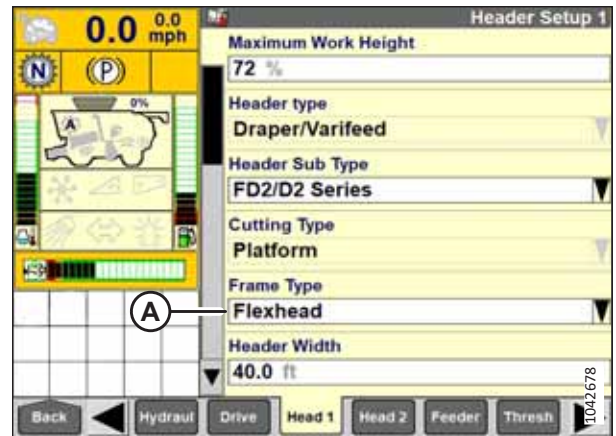 0.0 0.0 mph
N (P)
0%
A
Header Setup 1
Maximum Work Height
72 %
Header type
Draper/Varifeed
Header Sub Type
FD2/D2 Series
Cutting Type
Platform
Frame Type
A
Flexhead
Header Width
40.0 ft
1042678
Back Hydraul Drive Head 1 Head 2 Feeder Thresh